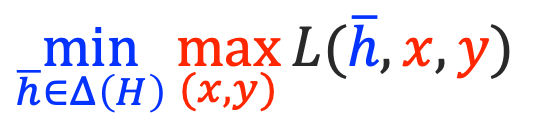 min max L(h̅, x, y)
h̅∈Δ(H) (x,y)